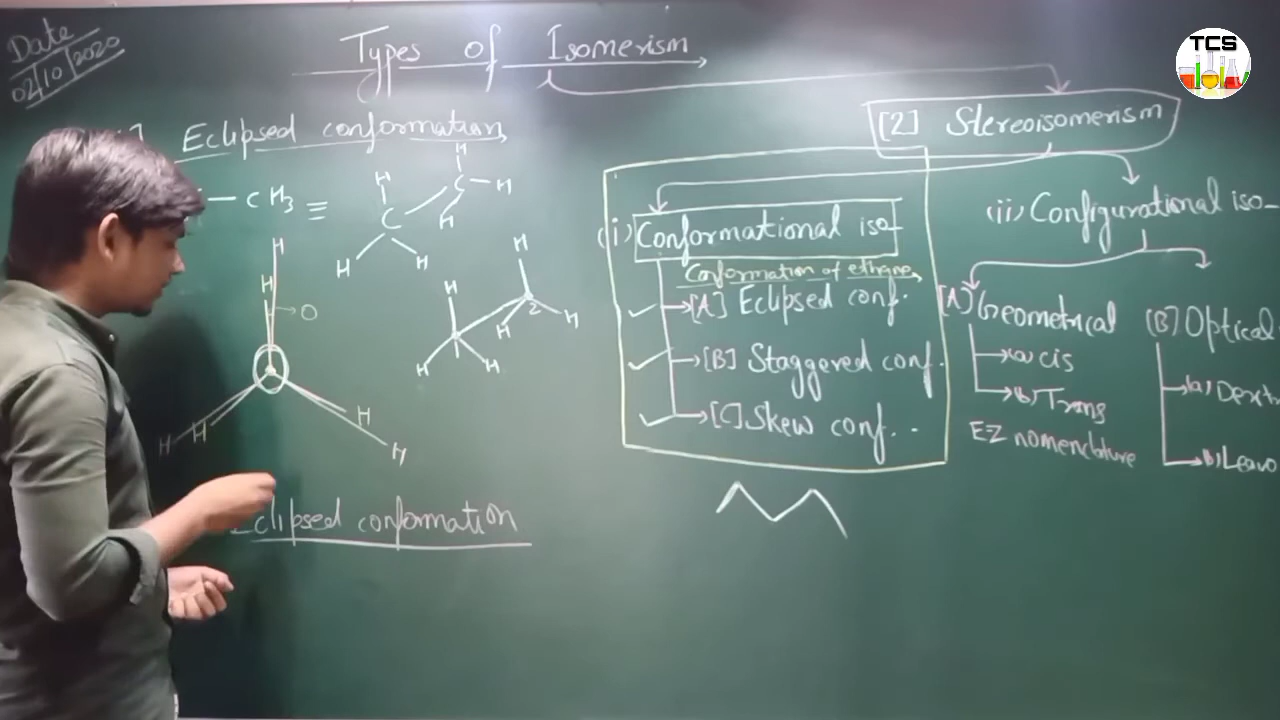 Date
02/10/2020
Types of Isomerism
TCS
Eclipsed conformation
— CH3 ≡
H
H
C — H
C
H
H
H
H
H
O
H
H
H
H
H
H
2
H
H
H
H
H
Eclipsed conformation
[2] Stereoisomerism
(i) Conformational iso-
Conformation of ethane
[A] Eclipsed conf.
[B] Staggered conf.
[C] Skew conf. . .
(ii) Configurational iso-
[A] Geometrical
(a) cis
(b) Trans
E-Z nomenclature
(B) Optical
(a)
(b) Leavo